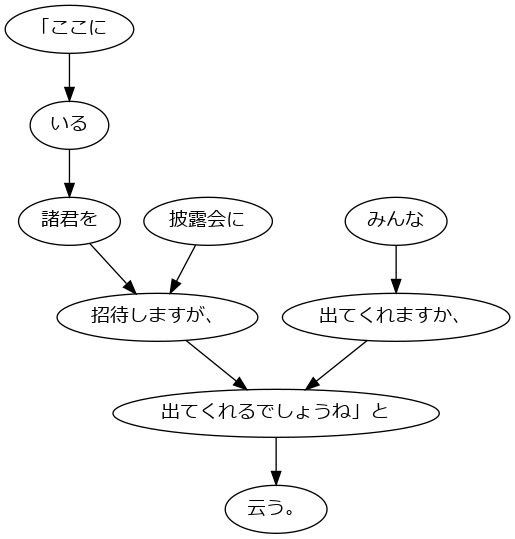 「ここに
いる
諸君を
披露会に
みんな
招待しますが、
出てくれますか、
出てくれるでしょうね」と
云う。